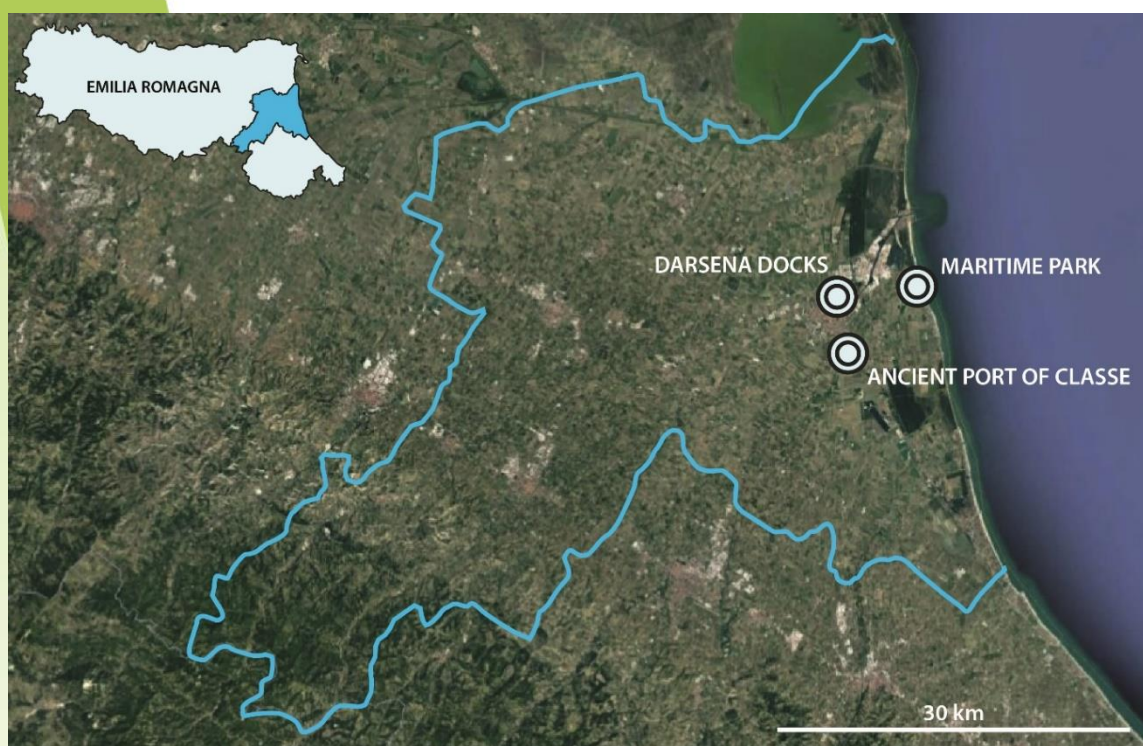 EMILIA ROMAGNA
DARSENA DOCKS
MARITIME PARK
ANCIENT PORT OF CLASSE
30 km